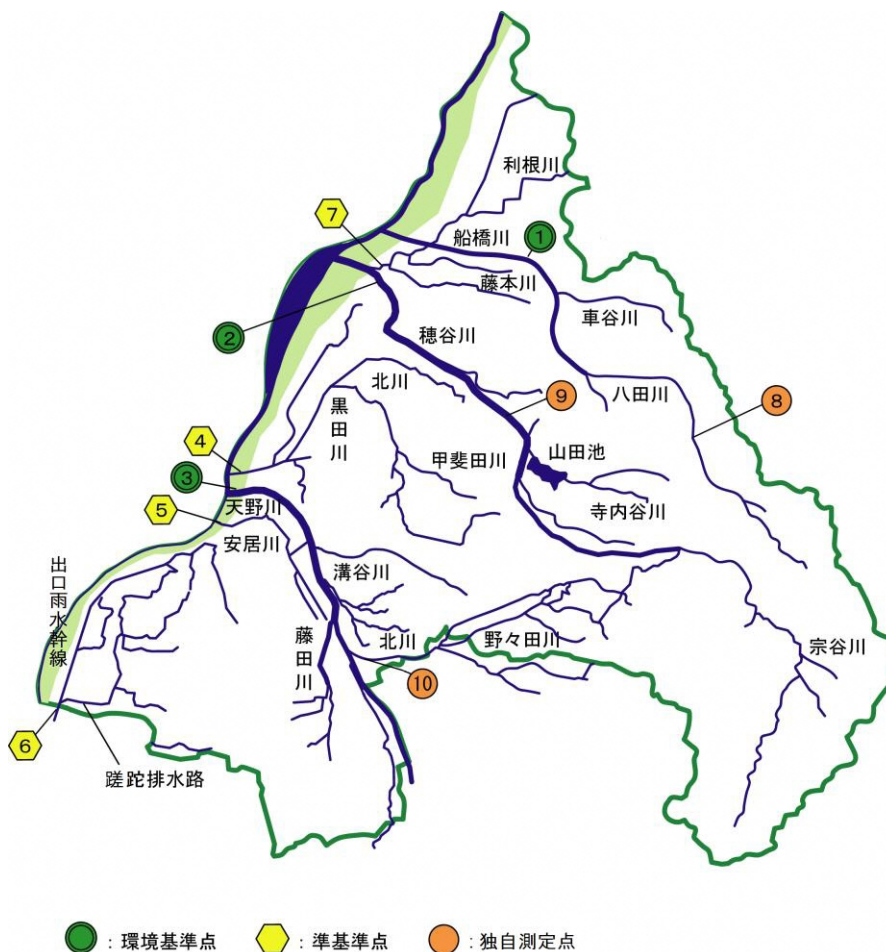 利根川
7
船橋川
1
藤本川
車谷川
2
穂谷川
北川
八田川
9
8
黒田川
甲斐田川
山田池
4
3
天野川
寺内谷川
5
安居川
出口雨水幹線
溝谷川
藤田川
北川
野々田川
宗谷川
10
6
蹉跎排水路
：環境基準点
：準基準点
：独自測定点